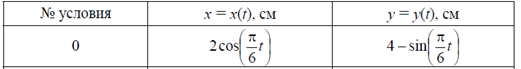 № условия x = x(t), см y = y(t), см
0 2cos(π/6 t) 4 – sin(π/6 t)